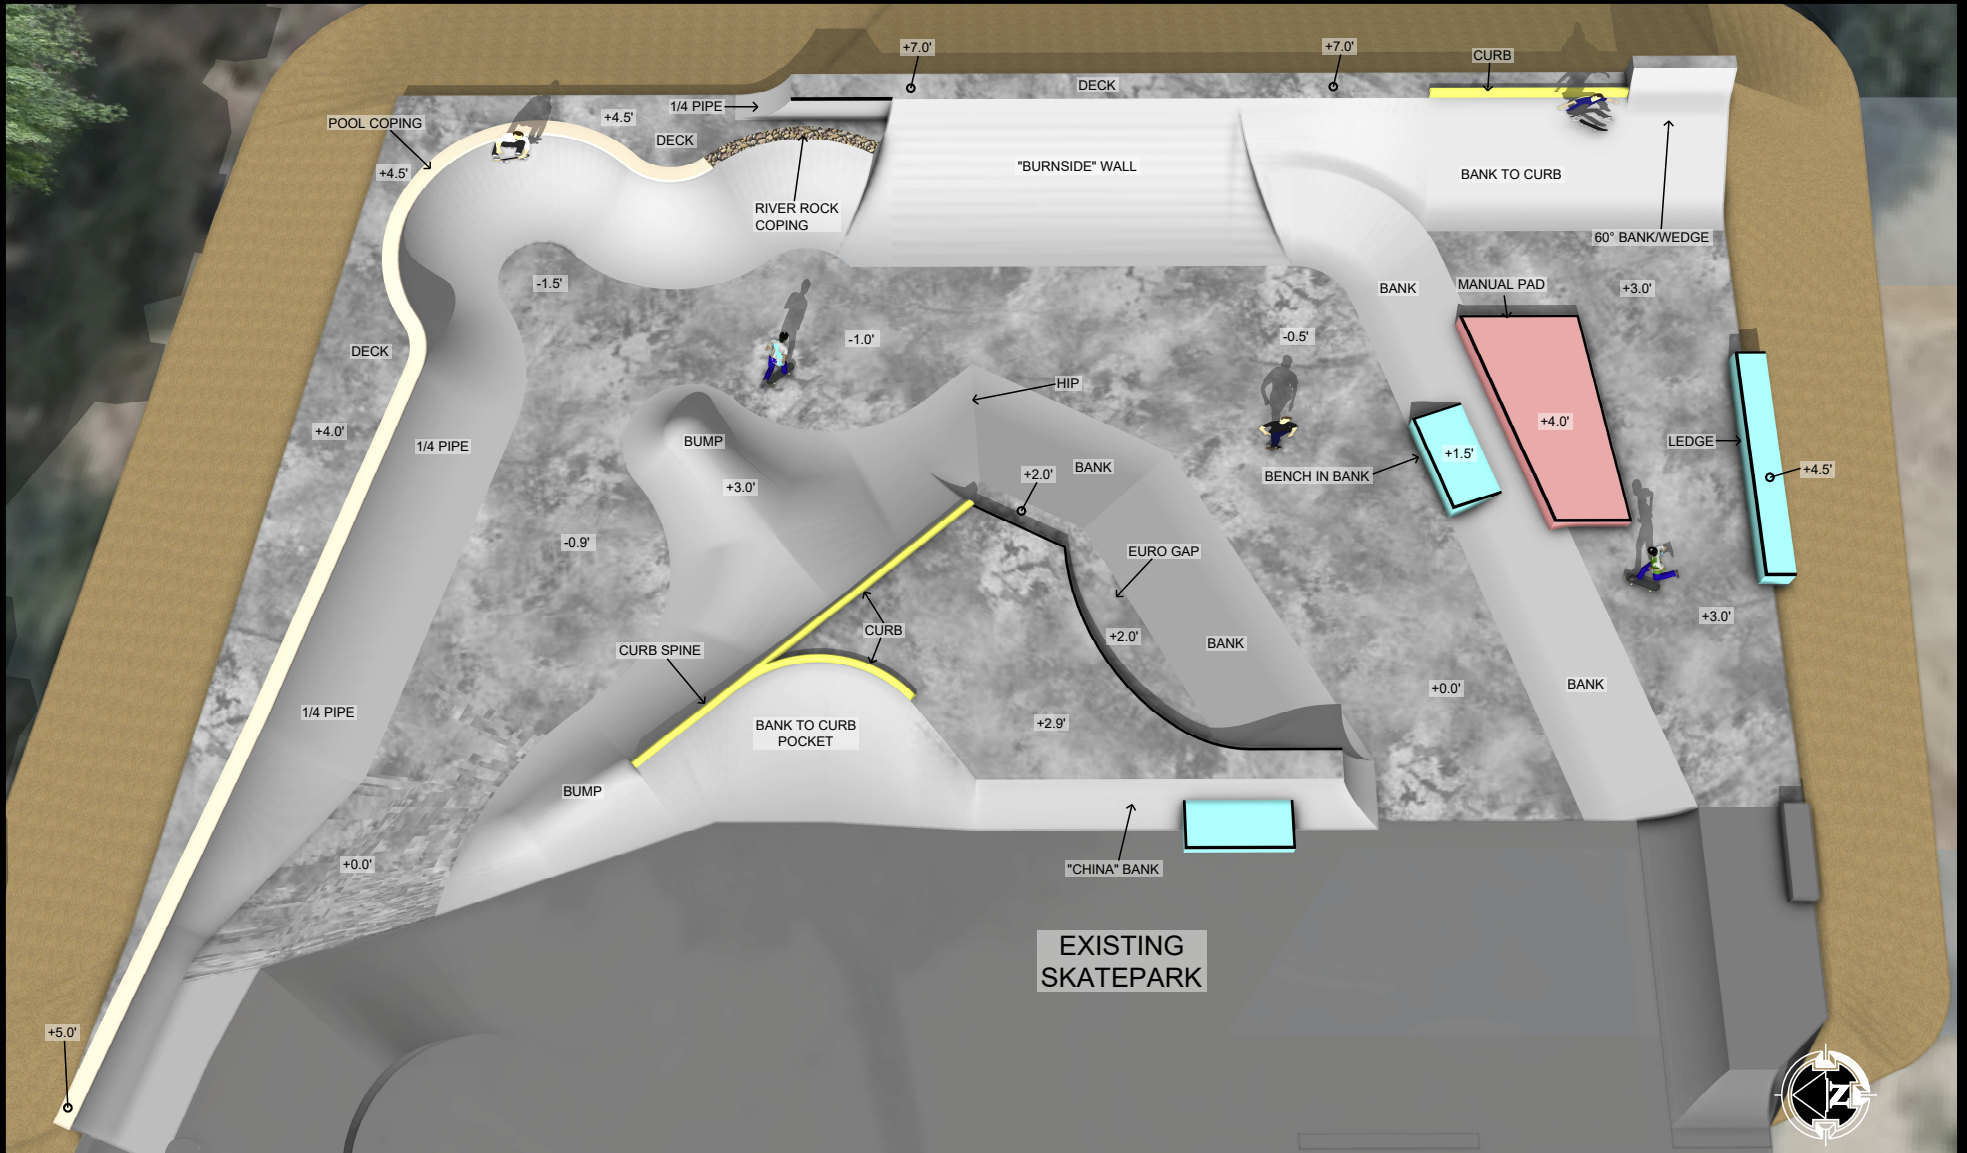 +7.0'
+7.0'
CURB
DECK
1/4 PIPE
POOL COPING
+4.5'
DECK
+4.5'
"BURNSIDE" WALL
BANK TO CURB
RIVER ROCK
COPING
60° BANK/WEDGE
-1.5'
BANK
MANUAL PAD
+3.0'
-1.0'
-0.5'
DECK
HIP
+4.0'
1/4 PIPE
BUMP
+4.0'
LEDGE
+1.5'
BANK
BENCH IN BANK
+4.5'
+2.0'
+3.0'
-0.9'
EURO GAP
+3.0'
CURB
+2.0'
BANK
CURB SPINE
+0.0'
BANK
1/4 PIPE
BANK TO CURB
POCKET
+2.9'
BUMP
+0.0'
"CHINA" BANK
EXISTING
SKATEPARK
+5.0'
N